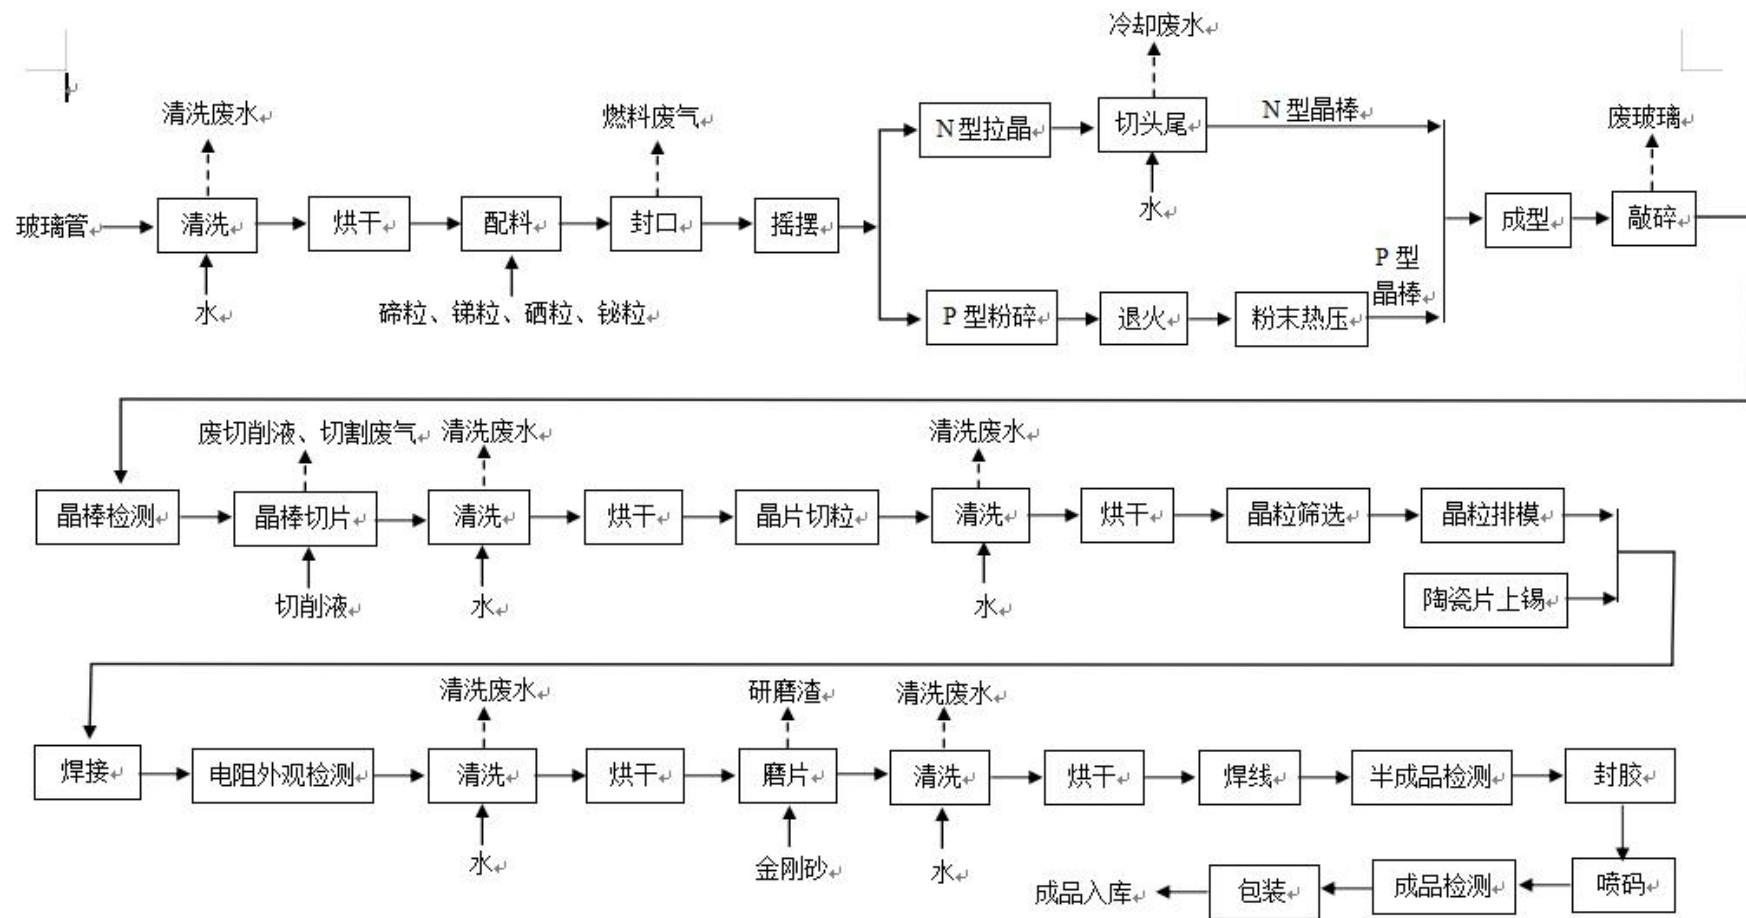 冷却废水
清洗废水
燃料废气
N 型拉晶
切头尾
N 型晶棒
废玻璃
玻璃管
清洗
烘干
配料
封口
摇摆
水
成型
敲碎
水
碲粒、锑粒、硒粒、铋粒
P 型粉碎
退火
粉末热压
P 型
晶棒
废切削液、切割废气
清洗废水
清洗废水
晶棒检测
晶棒切片
清洗
烘干
晶片切粒
清洗
烘干
晶粒筛选
晶粒排模
切削液
水
水
陶瓷片上锡
清洗废水
研磨渣
清洗废水
焊接
电阻外观检测
清洗
烘干
磨片
清洗
烘干
焊线
半成品检测
封胶
水
金刚砂
水
成品入库
包装
成品检测
喷码